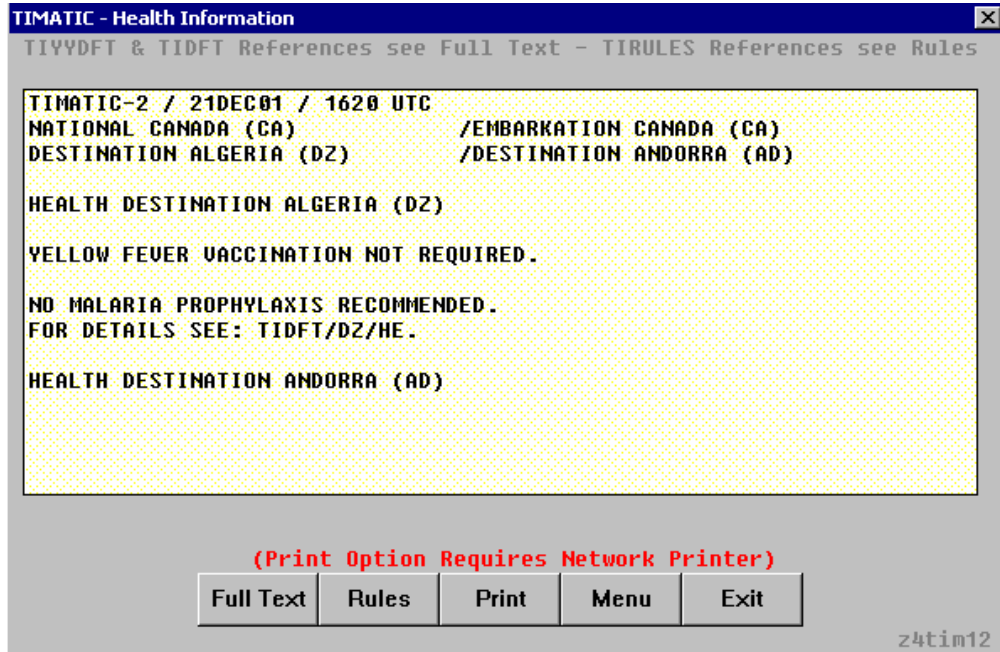 TIMATIC - Health Information
TIYYDFT & TIDFT References see Full Text - TIRULES References see Rules
TIMATIC-2 / 21DEC01 / 1620 UTC
NATIONAL CANADA (CA) /EMBARKATION CANADA (CA)
DESTINATION ALGERIA (DZ) /DESTINATION ANDORRA (AD)
HEALTH DESTINATION ALGERIA (DZ)
YELLOW FEVER VACCINATION NOT REQUIRED.
NO MALARIA PROPHYLAXIS RECOMMENDED.
FOR DETAILS SEE: TIDFT/DZ/HE.
HEALTH DESTINATION ANDORRA (AD)
(Print Option Requires Network Printer)
Full Text Rules Print Menu Exit
z4tim12